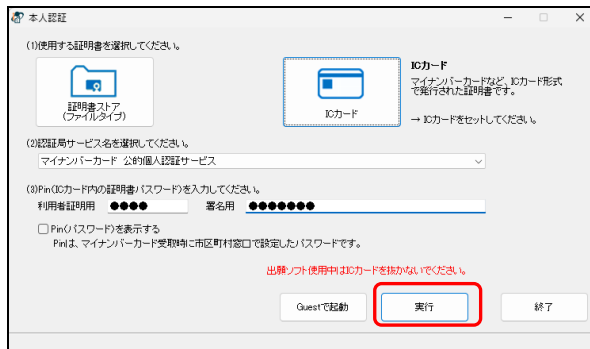 本人認証
(1)使用する証明書を選択してください。
証明書ストア
(ファイルタイプ)
ICカード
ICカード
マイナンバーカードなど、ICカード形式
で発行された証明書です。
→ ICカードをセットしてください。
(2)認証局サービス名を選択してください。
マイナンバーカード 公的個人認証サービス
(3)Pin(ICカード内の証明書パスワード)を入力してください。
利用者証明用 ●●●● 署名用 ●●●●●●●
Pin(パスワード)を表示する
Pinは、マイナンバーカード受取時に市区町村窓口で設定したパスワードです。
出願ソフト使用中はICカードを抜かないでください。
Guestで起動 実行 終了